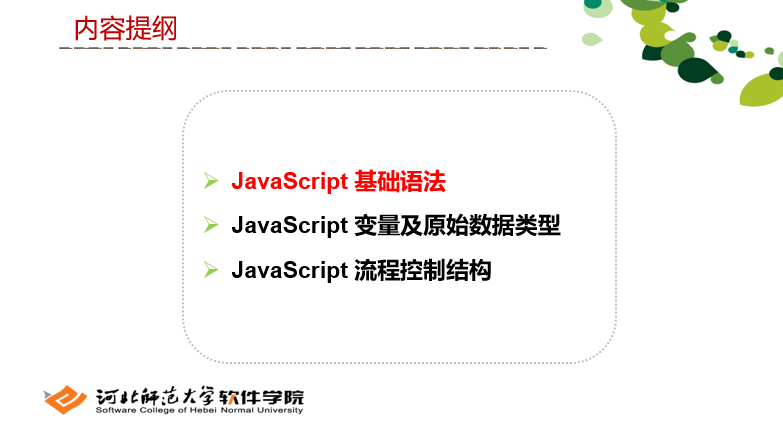 内容提纲
JavaScript 基础语法
JavaScript 变量及原始数据类型
JavaScript 流程控制结构
河北师范大学软件学院
Software College of Hebei Normal University